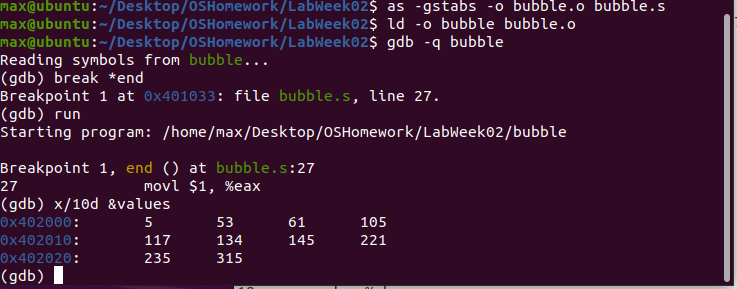 max@ubuntu:~/Desktop/OSHomework/LabWeek02$ as -gstabs -o bubble.o bubble.s
max@ubuntu:~/Desktop/OSHomework/LabWeek02$ ld -o bubble bubble.o
max@ubuntu:~/Desktop/OSHomework/LabWeek02$ gdb -q bubble
Reading symbols from bubble...
(gdb) break *end
Breakpoint 1 at 0x401033: file bubble.s, line 27.
(gdb) run
Starting program: /home/max/Desktop/OSHomework/LabWeek02/bubble
Breakpoint 1, end () at bubble.s:27
27 movl $1, %eax
(gdb) x/10d &values
0x402000: 5 53 61 105
0x402010: 117 134 145 221
0x402020: 235 315
(gdb)